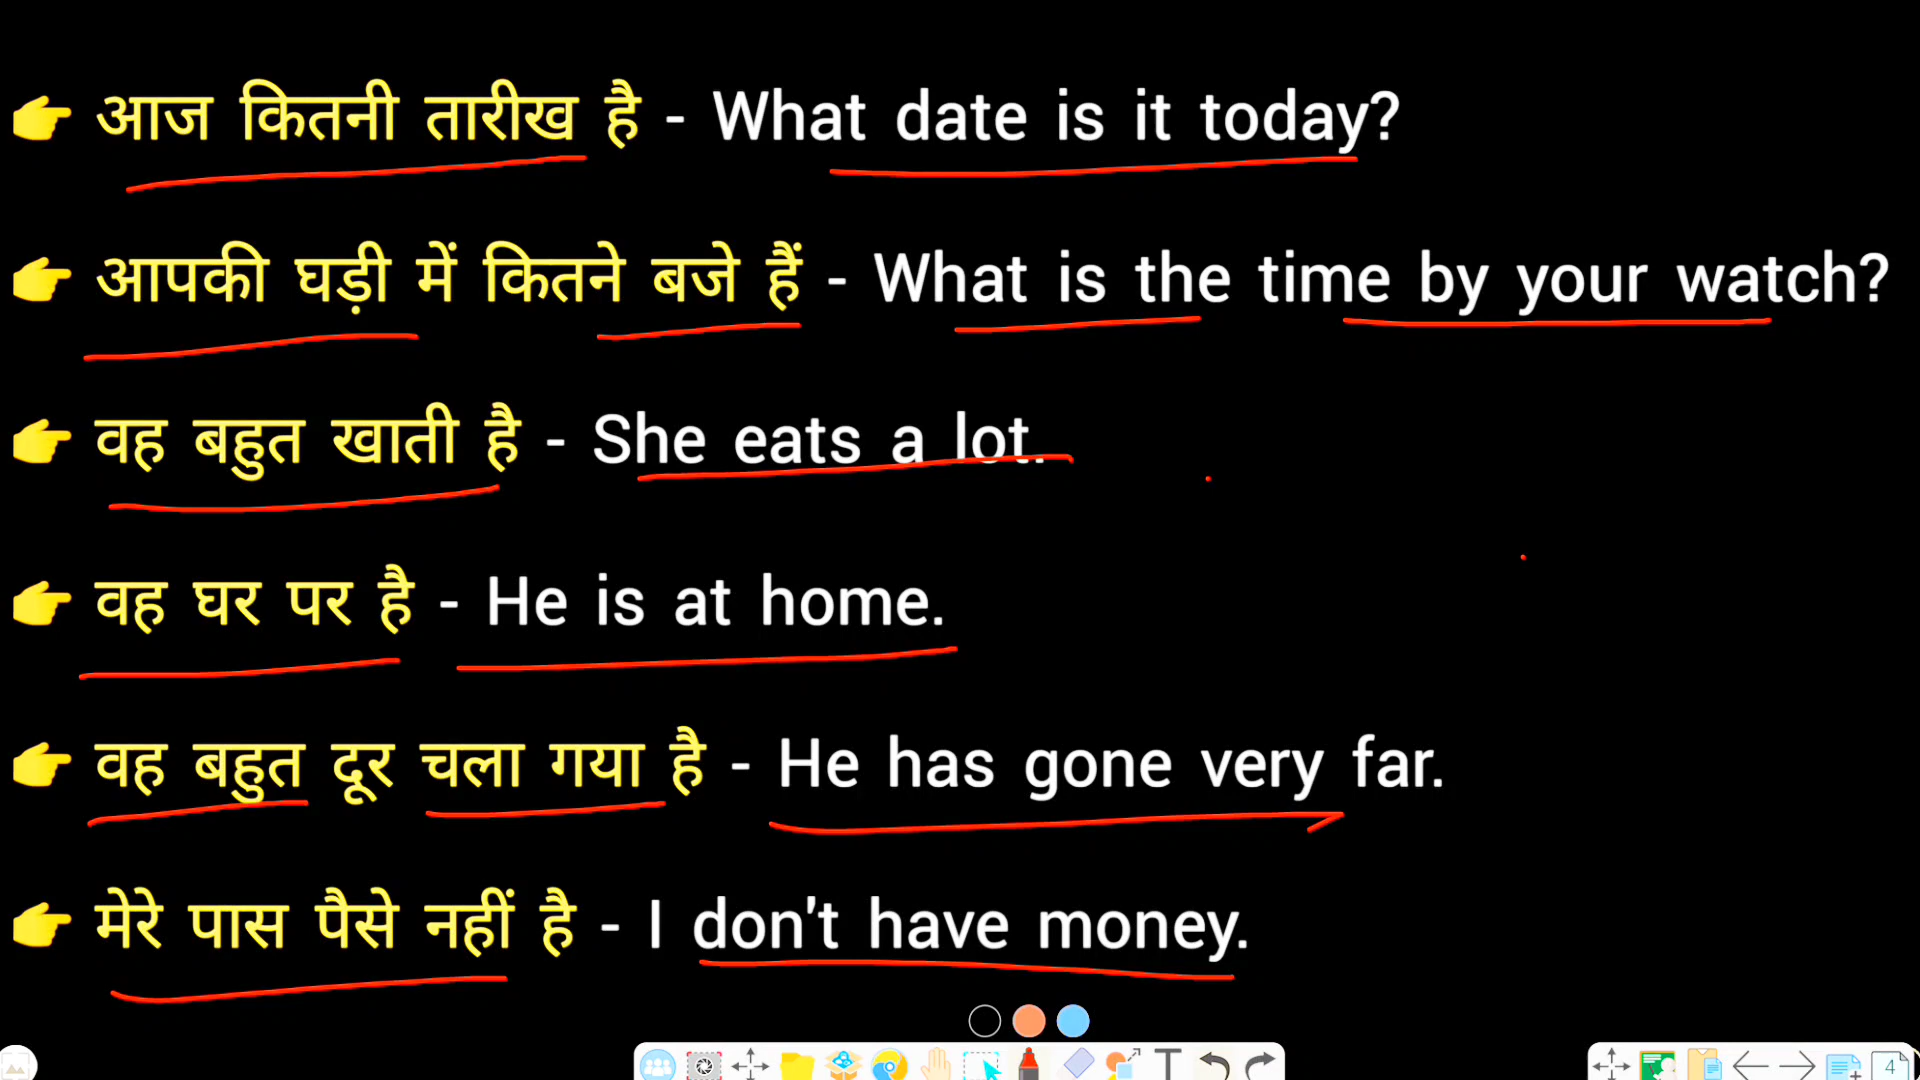 👉 आज कितनी तारीख है - What date is it today?
👉 आपकी घड़ी में कितने बजे हैं - What is the time by your watch?
👉 वह बहुत खाती है - She eats a lot.
👉 वह घर पर है - He is at home.
👉 वह बहुत दूर चला गया है - He has gone very far.
👉 मेरे पास पैसे नहीं है - I don't have money.
T
4